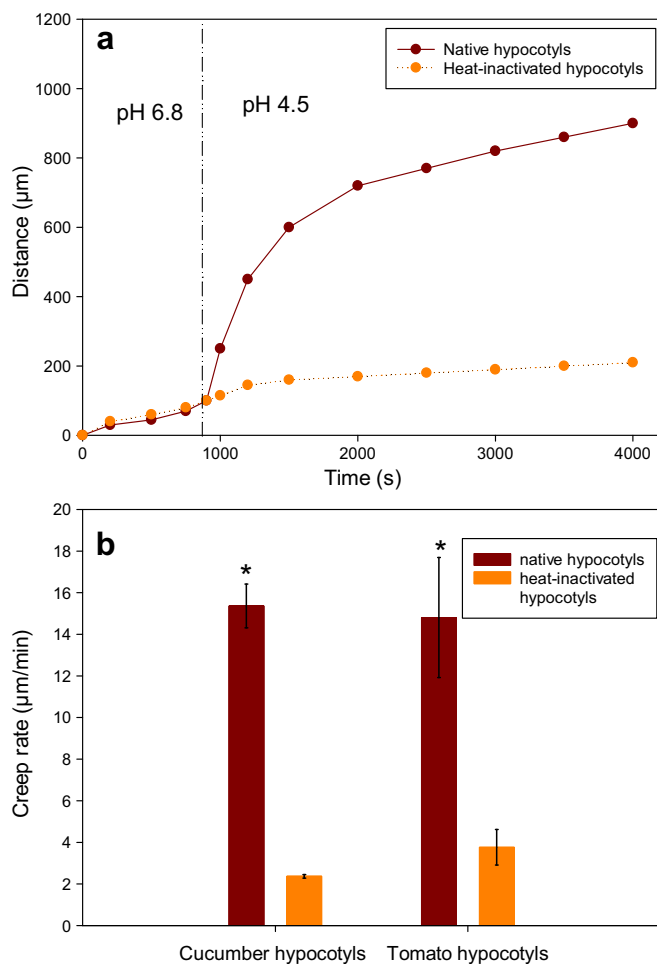 a
Native hypocotyls
Heat-inactivated hypocotyls
pH 6.8
pH 4.5
1200
1000
800
600
400
200
0
Distance (µm)
0
1000
2000
3000
4000
Time (s)
b
*
*
native hypocotyls
heat-inactivated
hypocotyls
20
18
16
14
12
10
8
6
4
2
0
Creep rate (µm/min)
Cucumber hypocotyls
Tomato hypocotyls